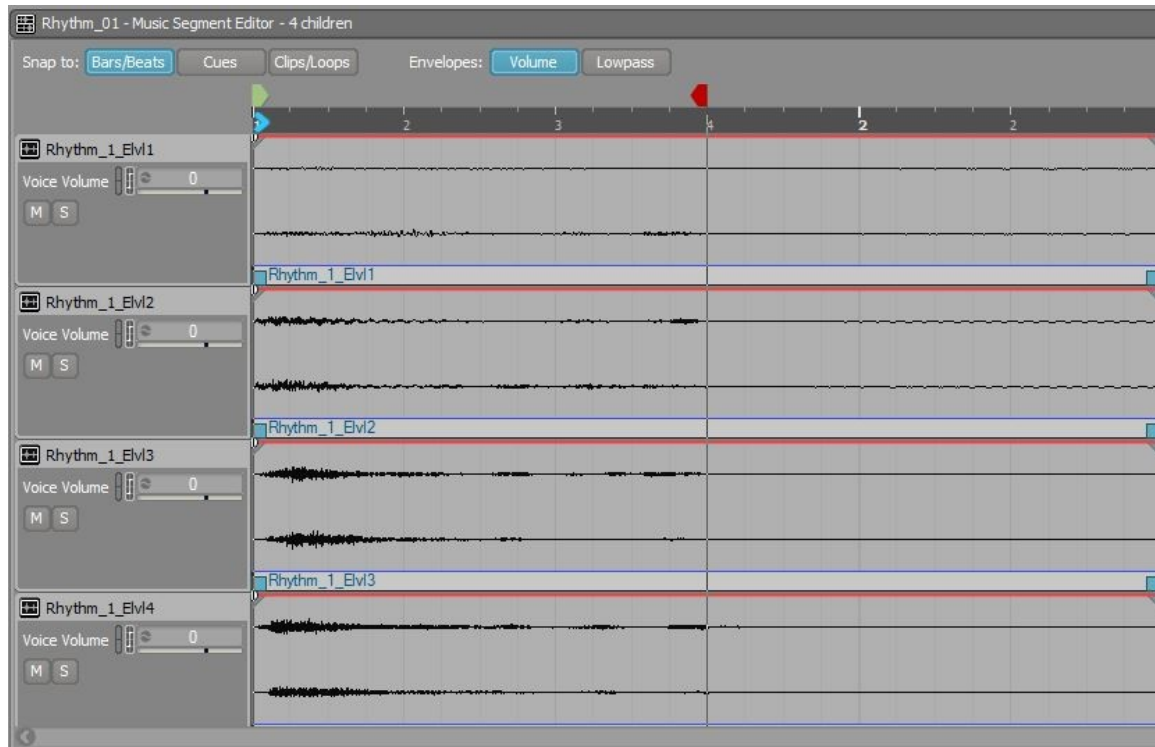 Rhythm_01 - Music Segment Editor - 4 children
Snap to: Bars/Beats Cues Clips/Loops Envelopes: Volume Lowpass
2 3 4 2 2
Rhythm_1_Elvl1
Voice Volume 0
M S
Rhythm_1_Elvl1
Rhythm_1_Elvl2
Voice Volume 0
M S
Rhythm_1_Elvl2
Rhythm_1_Elvl3
Voice Volume 0
M S
Rhythm_1_Elvl3
Rhythm_1_Elvl4
Voice Volume 0
M S